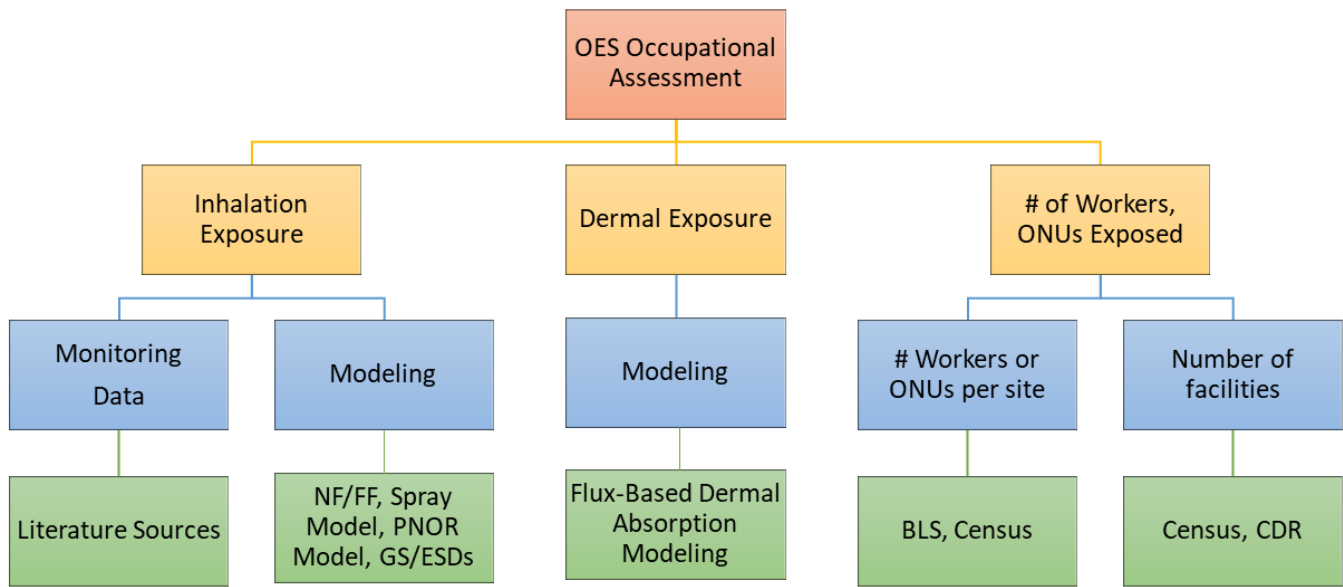 OES Occupational
Assessment
Inhalation
Exposure
Dermal Exposure
# of Workers,
ONUs Exposed
Monitoring
Data
Modeling
Modeling
# Workers or
ONUs per site
Number of
facilities
Literature Sources
NF/FF, Spray
Model, PNOR
Model, GS/ESDs
Flux-Based Dermal
Absorption
Modeling
BLS, Census
Census, CDR